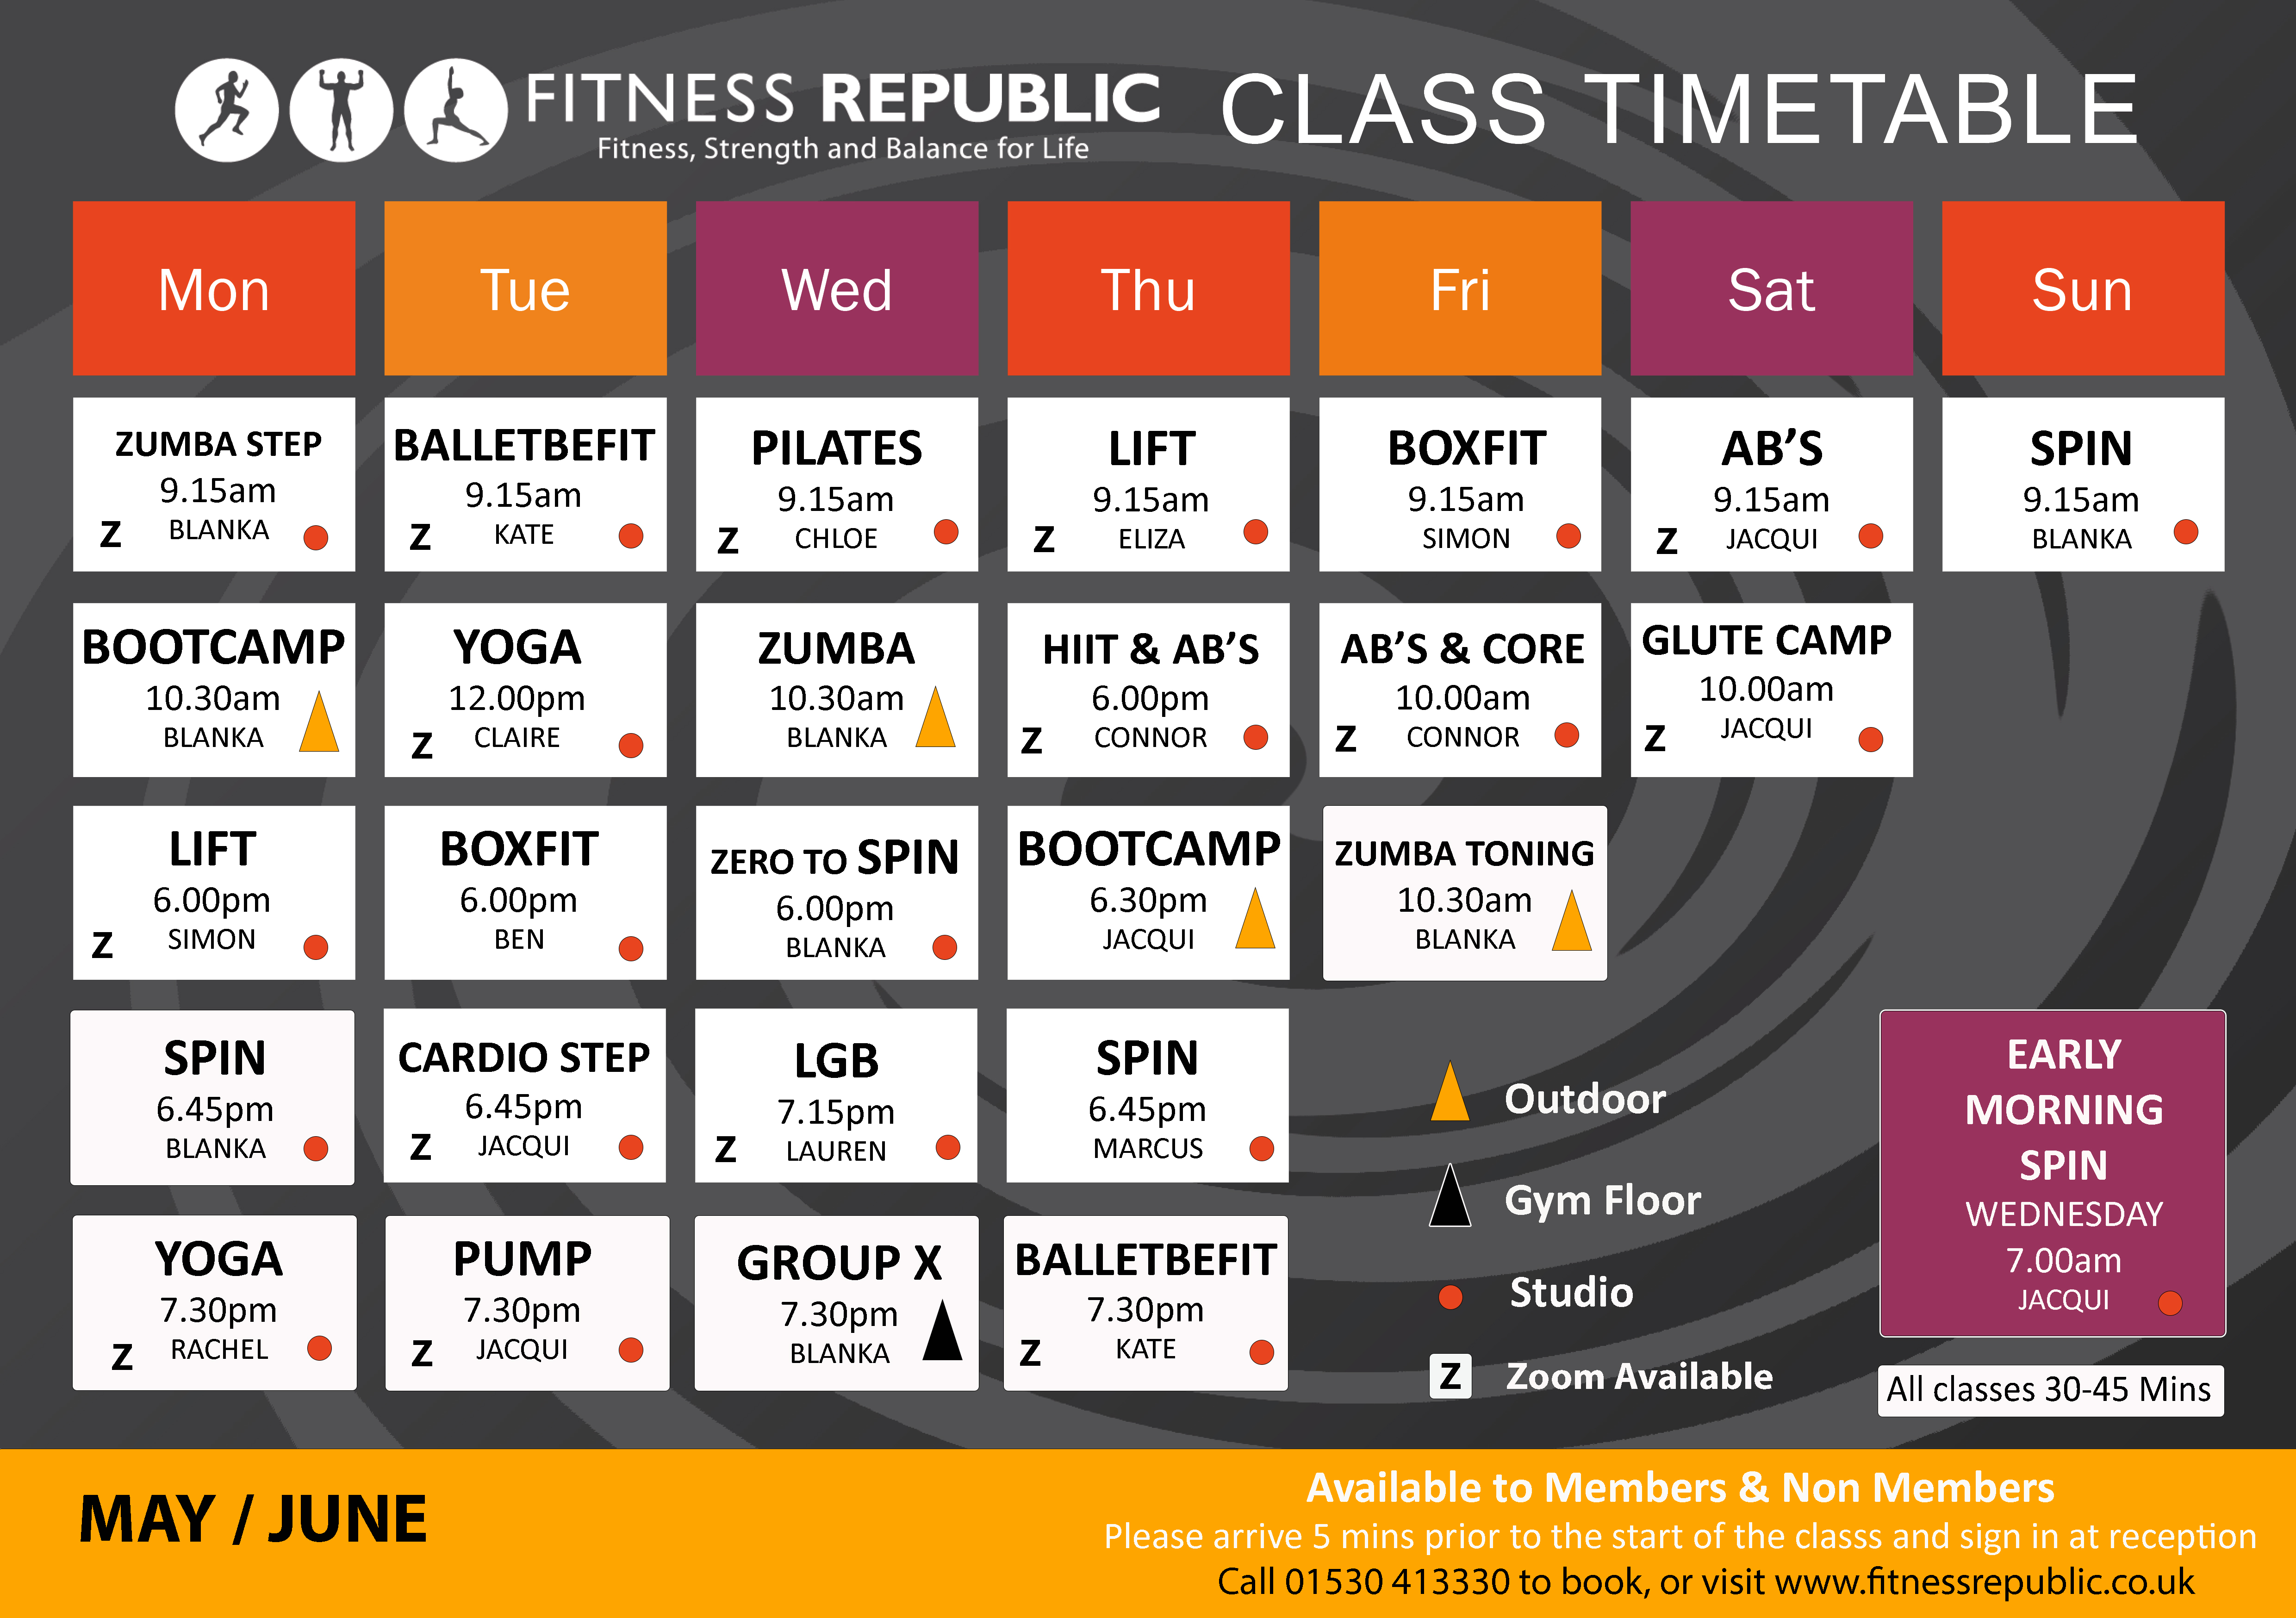 FITNESS REPUBLIC
Fitness, Strength and Balance for Life
CLASS TIMETABLE
Mon
Tue
Wed
Thu
Fri
Sat
Sun
ZUMBA STEP
9.15am
Z BLANKA
BALLETBEFIT
9.15am
Z KATE
PILATES
9.15am
Z CHLOE
LIFT
9.15am
Z ELIZA
BOXFIT
9.15am
SIMON
AB'S
9.15am
Z JACQUI
SPIN
9.15am
BLANKA
BOOTCAMP
10.30am
BLANKA
YOGA
12.00pm
Z CLAIRE
ZUMBA
10.30am
BLANKA
HIIT & AB'S
6.00pm
Z CONNOR
AB'S & CORE
10.00am
Z CONNOR
GLUTE CAMP
10.00am
Z JACQUI
LIFT
6.00pm
Z SIMON
BOXFIT
6.00pm
BEN
ZERO TO SPIN
6.00pm
BLANKA
BOOTCAMP
6.30pm
JACQUI
ZUMBA TONING
10.30am
BLANKA
SPIN
6.45pm
BLANKA
CARDIO STEP
6.45pm
Z JACQUI
LGB
7.15pm
Z LAUREN
SPIN
6.45pm
MARCUS
YOGA
7.30pm
Z RACHEL
PUMP
7.30pm
Z JACQUI
GROUP X
7.30pm
BLANKA
BALLETBEFIT
7.30pm
Z KATE
Outdoor
Gym Floor
Studio
Z Zoom Available
EARLY
MORNING
SPIN
WEDNESDAY
7.00am
JACQUI
All classes 30-45 Mins
MAY / JUNE
Available to Members & Non Members
Please arrive 5 mins prior to the start of the classs and sign in at reception
Call 01530 413330 to book, or visit www.fitnessrepublic.co.uk